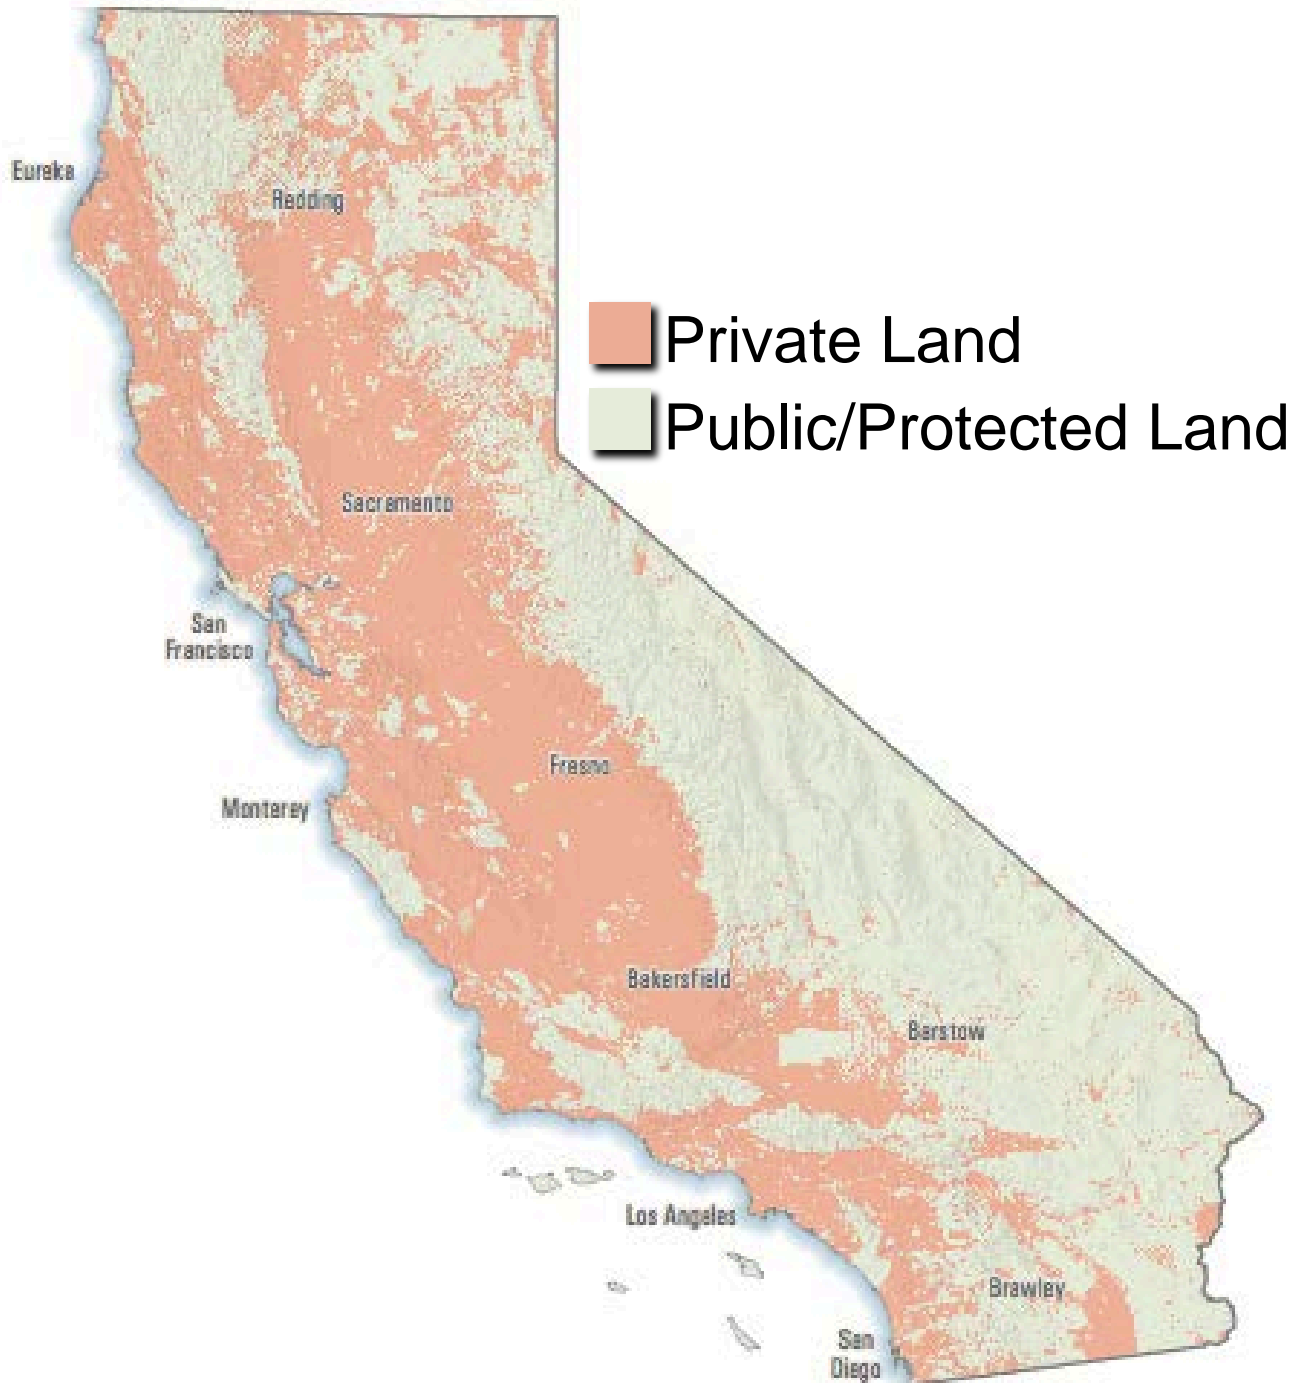 Eureka
Redding
Private Land
Public/Protected Land
Sacramento
San
Francisco
Fresno
Monterey
Bakersfield
Barstow
Los Angeles
Brawley
San
Diego